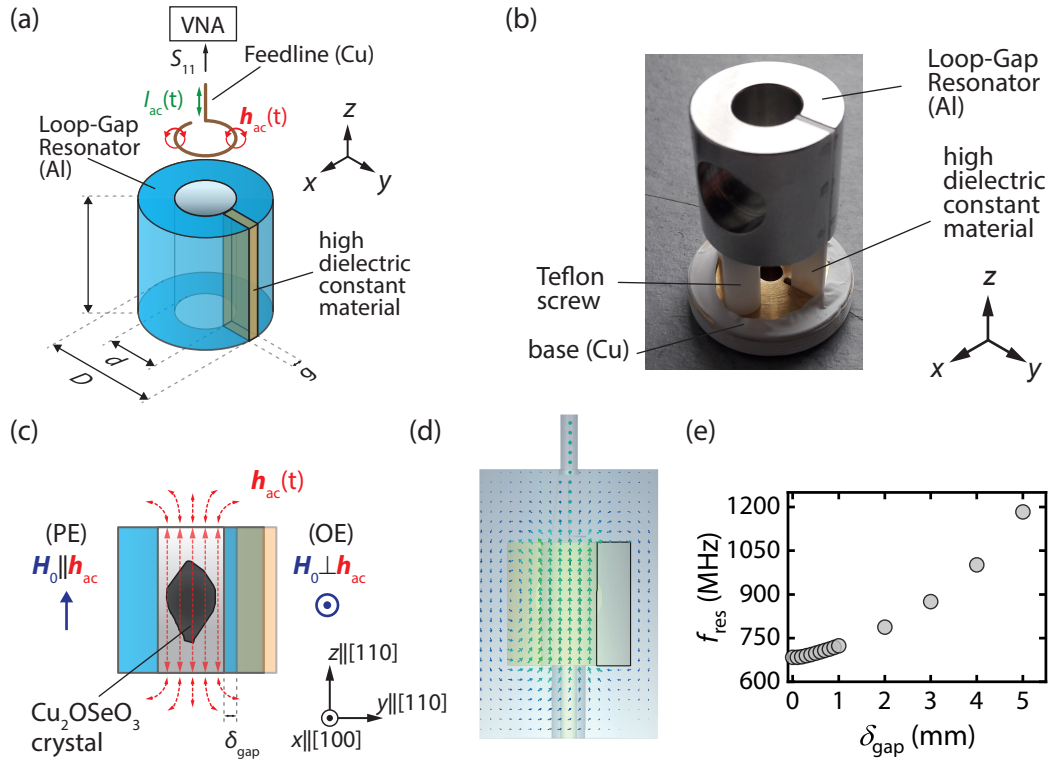 (a)
VNA
S11
Feedline (Cu)
Iac(t)
hac(t)
Loop-Gap
Resonator
(Al)
z
x
y
high
dielectric
constant
material
d
D
g
(b)
Loop-Gap
Resonator
(Al)
high
dielectric
constant
material
Teflon
screw
base (Cu)
z
x
y
(c)
hac(t)
(PE)
H0||hac
(OE)
H0⊥hac
z||[110]
y||[110]
x||[100]
Cu2OSeO3
crystal
δgap
(d)
(e)
1200
1050
900
750
600
fres (MHz)
0 1 2 3 4 5
δgap (mm)